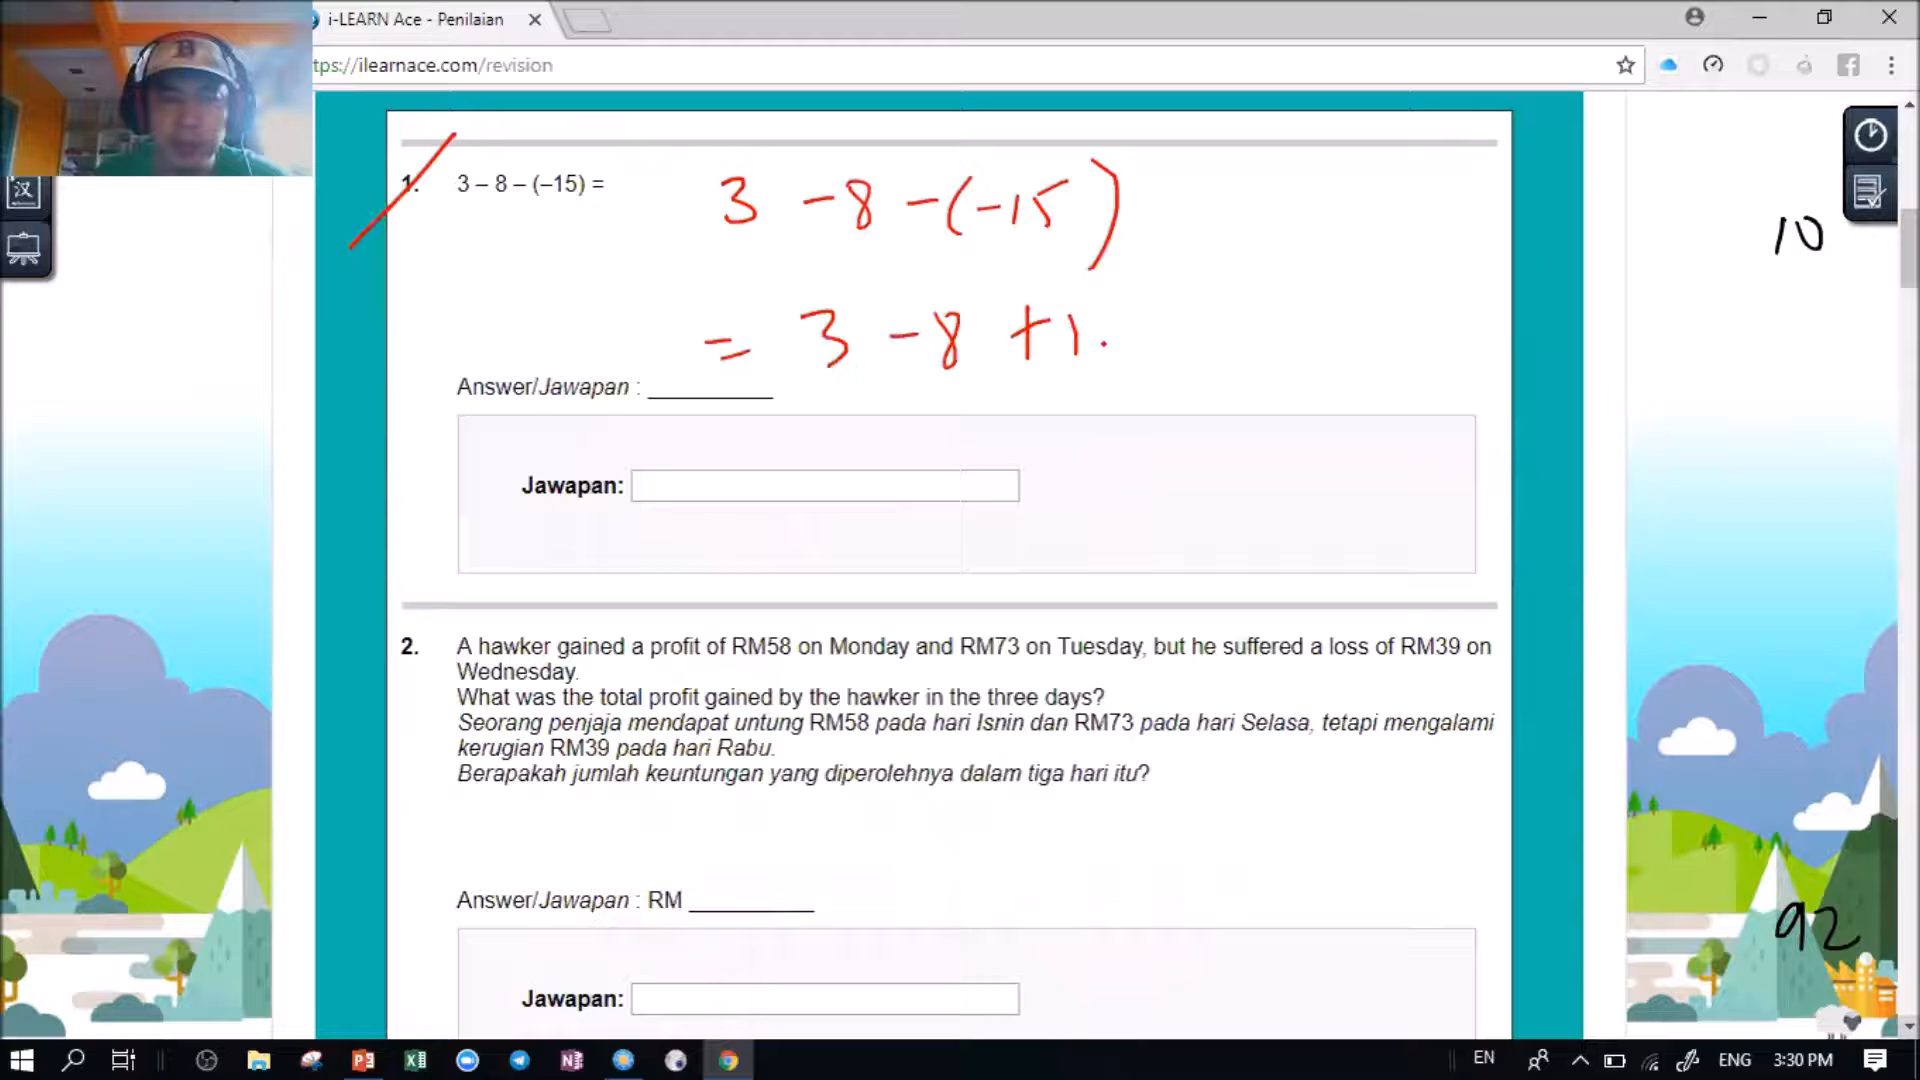 i-LEARN Ace - Penilaian
tps://ilearnace.com/revision
汉
1. 3 – 8 – (–15) =
3 -8 -(-15)
10
= 3 -8 +1
Answer/Jawapan :
Jawapan:
2. A hawker gained a profit of RM58 on Monday and RM73 on Tuesday, but he suffered a loss of RM39 on
Wednesday.
What was the total profit gained by the hawker in the three days?
Seorang penjaja mendapat untung RM58 pada hari Isnin dan RM73 pada hari Selasa, tetapi mengalami
kerugian RM39 pada hari Rabu.
Berapakah jumlah keuntungan yang diperolehnya dalam tiga hari itu?
Answer/Jawapan : RM
92
Jawapan:
EN
ENG
3:30 PM